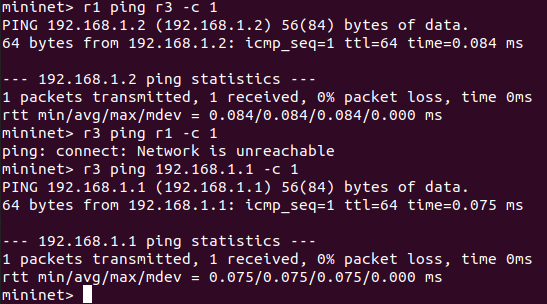 mininet> r1 ping r3 -c 1
PING 192.168.1.2 (192.168.1.2) 56(84) bytes of data.
64 bytes from 192.168.1.2: icmp_seq=1 ttl=64 time=0.084 ms

--- 192.168.1.2 ping statistics ---
1 packets transmitted, 1 received, 0% packet loss, time 0ms
rtt min/avg/max/mdev = 0.084/0.084/0.084/0.000 ms
mininet> r3 ping r1 -c 1
ping: connect: Network is unreachable
mininet> r3 ping 192.168.1.1 -c 1
PING 192.168.1.1 (192.168.1.1) 56(84) bytes of data.
64 bytes from 192.168.1.1: icmp_seq=1 ttl=64 time=0.075 ms

--- 192.168.1.1 ping statistics ---
1 packets transmitted, 1 received, 0% packet loss, time 0ms
rtt min/avg/max/mdev = 0.075/0.075/0.075/0.000 ms
mininet>